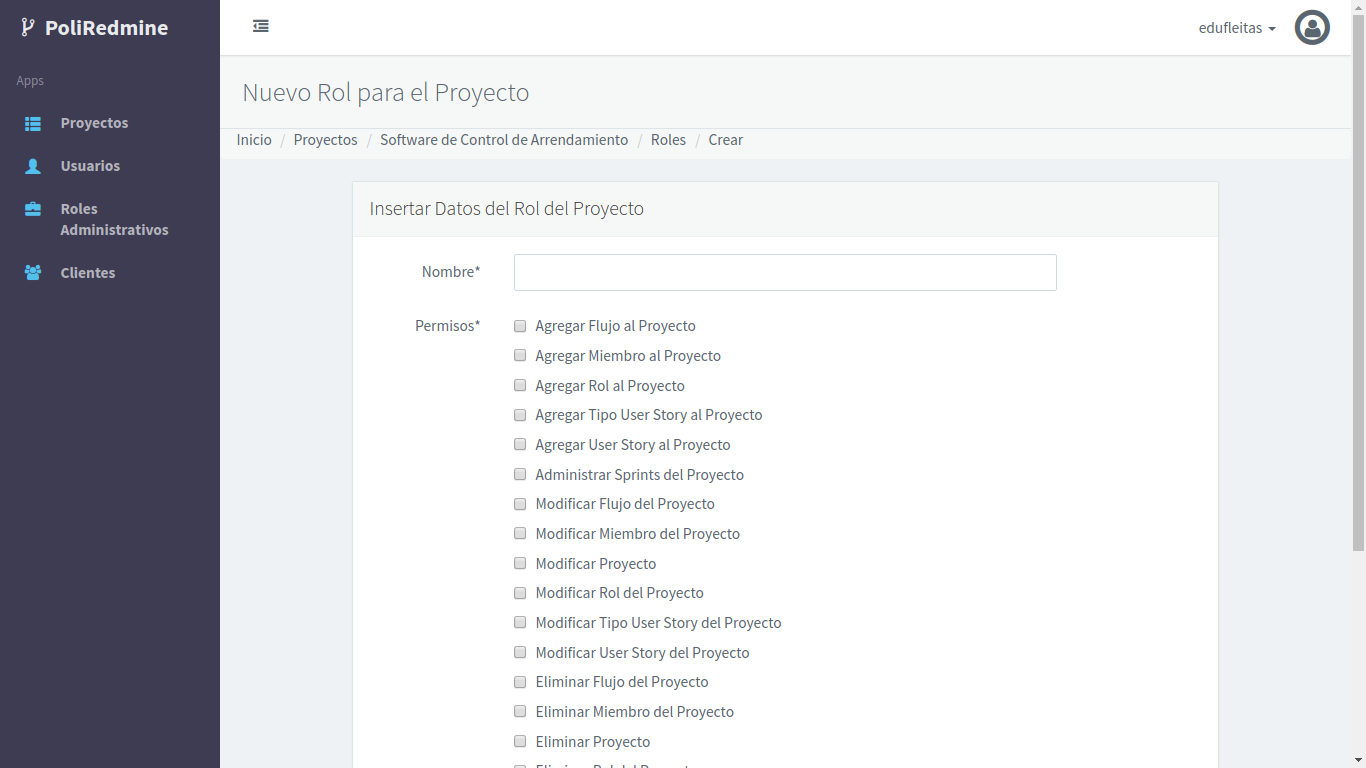 PoliRedmine
edufleitas
Apps
Proyectos
Usuarios
Roles
Administrativos
Clientes
Nuevo Rol para el Proyecto
Inicio / Proyectos / Software de Control de Arrendamiento / Roles / Crear
Insertar Datos del Rol del Proyecto
Nombre*
Permisos*
Agregar Flujo al Proyecto
Agregar Miembro al Proyecto
Agregar Rol al Proyecto
Agregar Tipo User Story al Proyecto
Agregar User Story al Proyecto
Administrar Sprints del Proyecto
Modificar Flujo del Proyecto
Modificar Miembro del Proyecto
Modificar Proyecto
Modificar Rol del Proyecto
Modificar Tipo User Story del Proyecto
Modificar User Story del Proyecto
Eliminar Flujo del Proyecto
Eliminar Miembro del Proyecto
Eliminar Proyecto